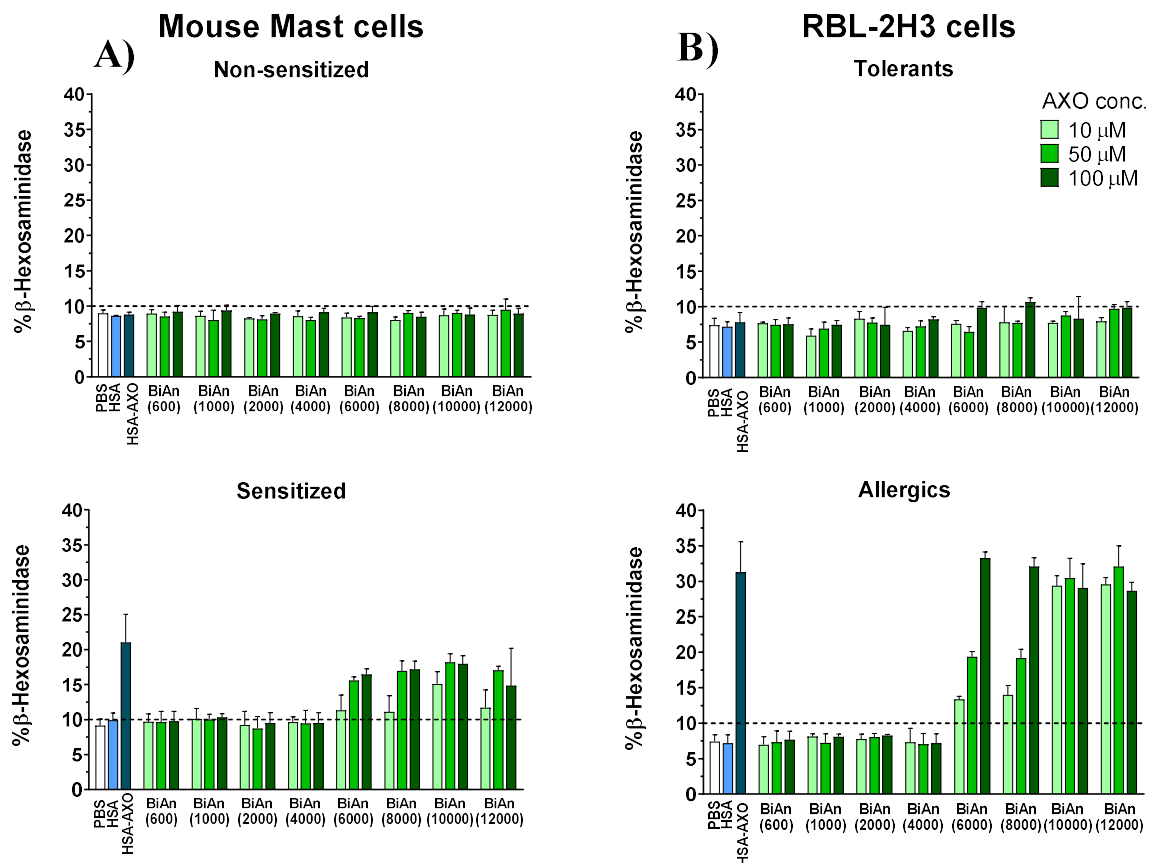 Mouse Mast cells
A)
Non-sensitized
%β-Hexosaminidase
40
35
30
25
20
15
10
5
0
PBS
HSA
HSA-AXO
BiAn BiAn BiAn BiAn BiAn BiAn BiAn BiAn
(600) (1000) (2000) (4000) (6000) (8000) (10000) (12000)
RBL-2H3 cells
B)
Tolerants
AXO conc.
10 µM
50 µM
100 µM
%β-Hexosaminidase
40
35
30
25
20
15
10
5
0
PBS
HSA
HSA-AXO
BiAn BiAn BiAn BiAn BiAn BiAn BiAn BiAn
(600) (1000) (2000) (4000) (6000) (8000) (10000) (12000)
Sensitized
%β-Hexosaminidase
40
35
30
25
20
15
10
5
0
PBS
HSA
HSA-AXO
BiAn BiAn BiAn BiAn BiAn BiAn BiAn BiAn
(600) (1000) (2000) (4000) (6000) (8000) (10000) (12000)
Allergics
%β-Hexosaminidase
40
35
30
25
20
15
10
5
0
PBS
HSA
HSA-AXO
BiAn BiAn BiAn BiAn BiAn BiAn BiAn BiAn
(600) (1000) (2000) (4000) (6000) (8000) (10000) (12000)